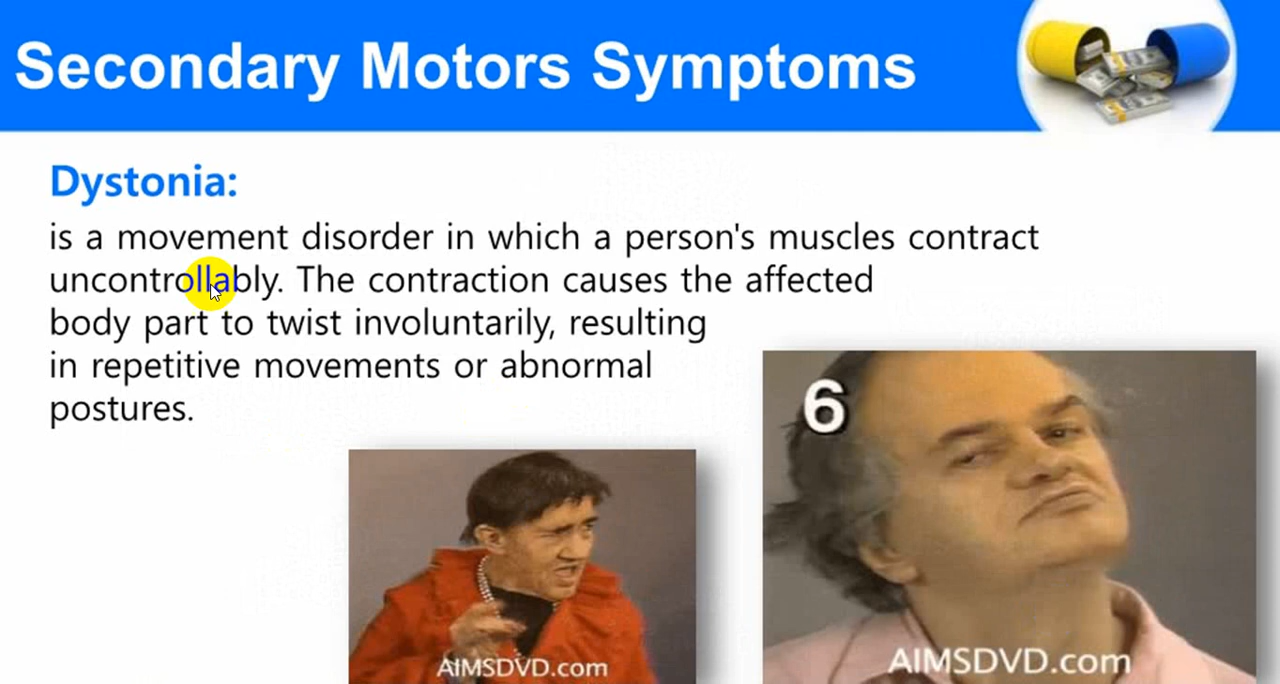 Secondary Motors Symptoms
Dystonia:
is a movement disorder in which a person's muscles contract
uncontrollably. The contraction causes the affected
body part to twist involuntarily, resulting
in repetitive movements or abnormal
postures.
6
AIMSDVD.com
AIMSDVD.com